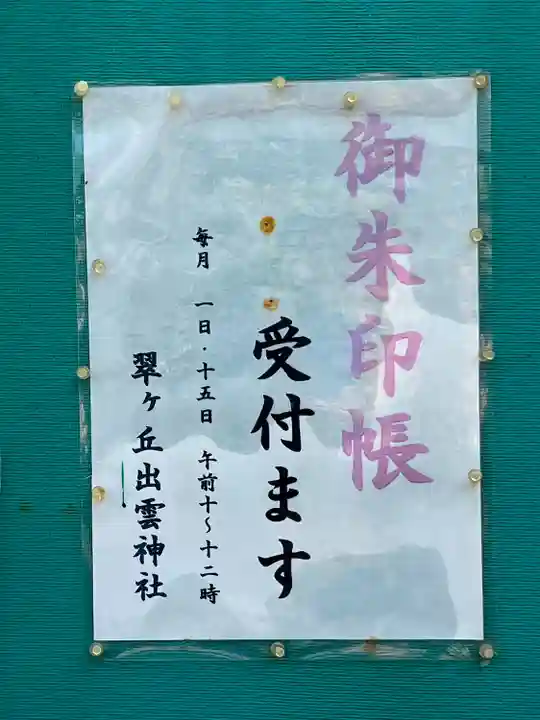 御朱印帳
受付ます
毎月 一日・十五日 午前十〜十二時
翠ヶ丘出雲神社